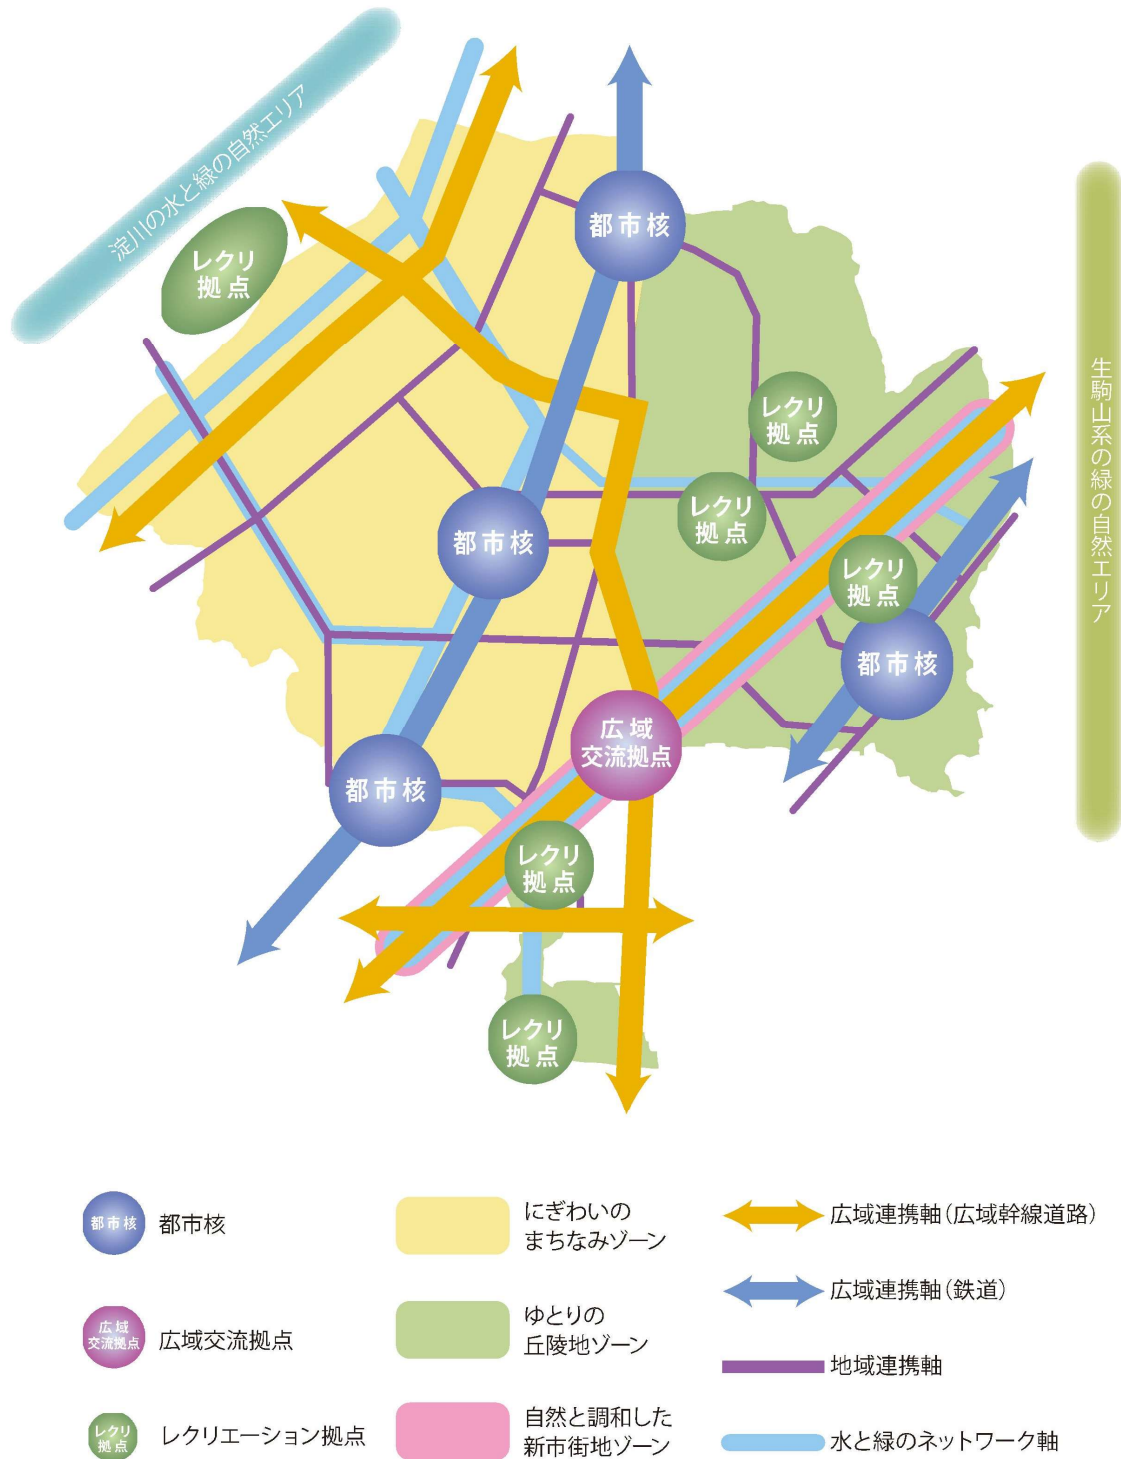 淀川の水と緑の自然エリア
都市核
レクリ
拠点
生駒山系の緑の自然エリア
レクリ
拠点
レクリ
拠点
都市核
レクリ
拠点
都市核
広域
交流拠点
都市核
レクリ
拠点
レクリ
拠点
都市核
都市核
広域
交流拠点
広域交流拠点
レクリ
拠点
レクリエーション拠点
にぎわいの
まちなみゾーン
ゆとりの
丘陵地ゾーン
自然と調和した
新市街地ゾーン
広域連携軸(広域幹線道路)
広域連携軸(鉄道)
地域連携軸
水と緑のネットワーク軸